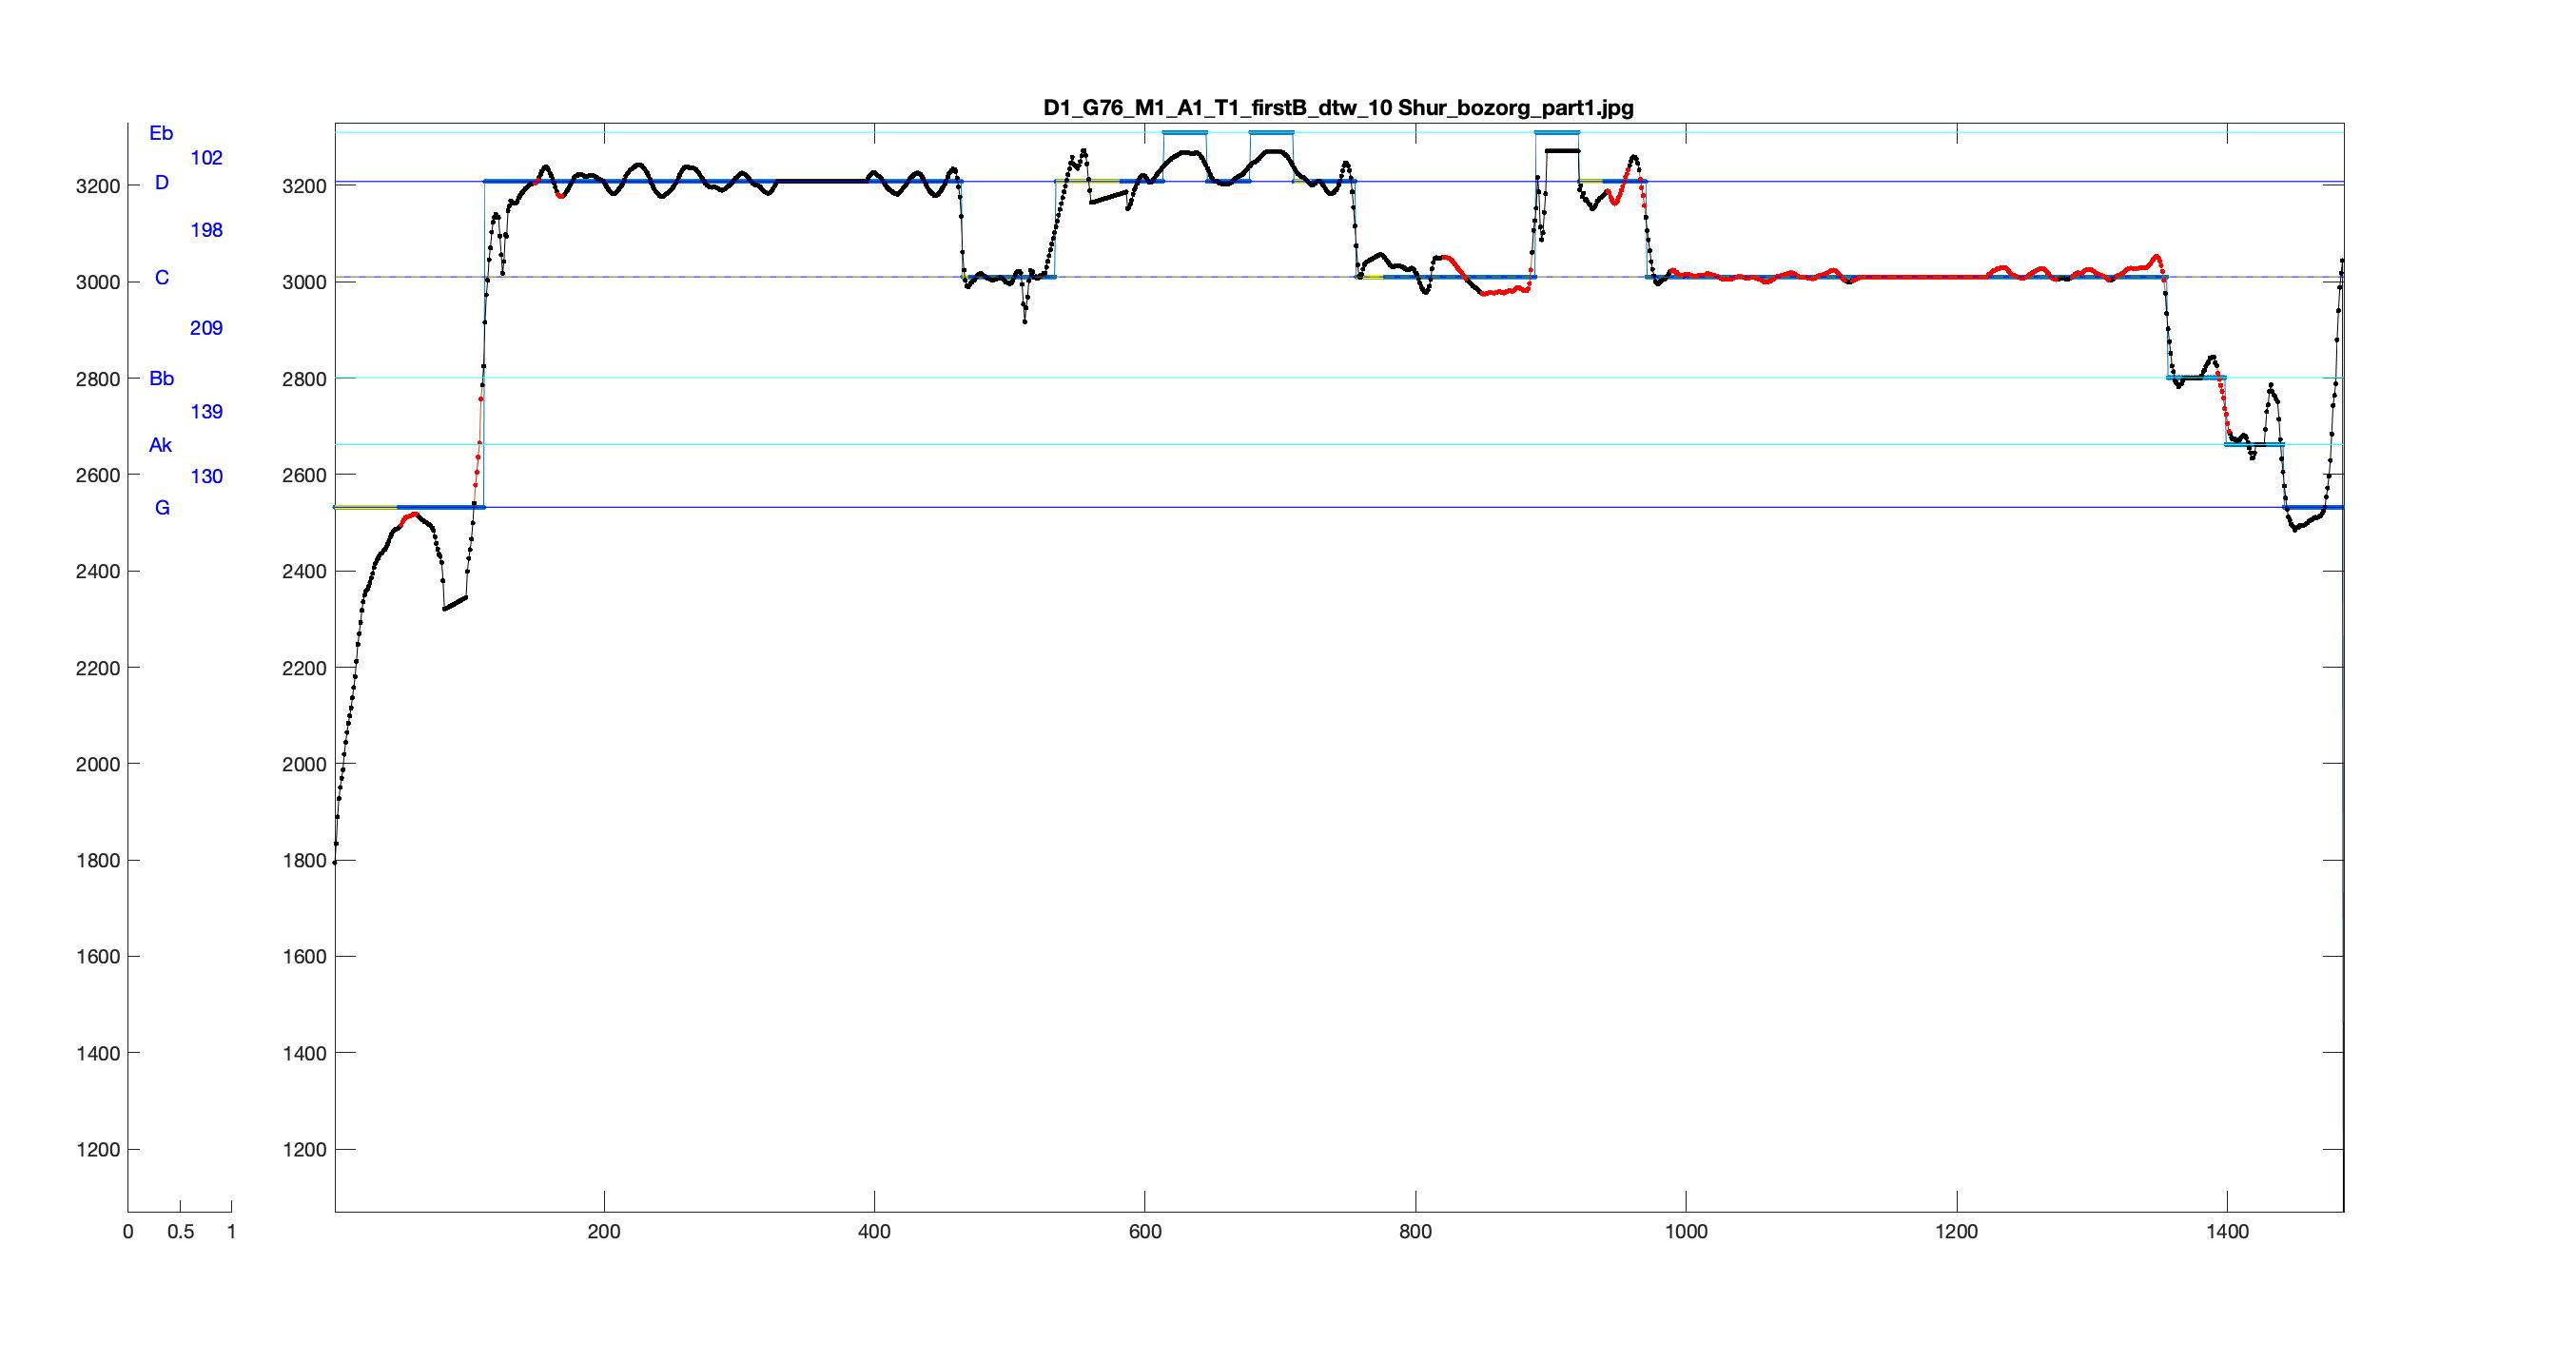 D1_G76_M1_A1_T1_firstB_dtw_10 Shur_bozorg_part1.jpg
Eb
102
3200 D 3200
198
C
3000 3000
209
2800 Bb 2800
139
Ak
2600 130 2600
G
2400 2400
2200 2200
2000 2000
1800 1800
1600 1600
1400 1400
1200 1200
0 0.5 1 200 400 600 800 1000 1200 1400